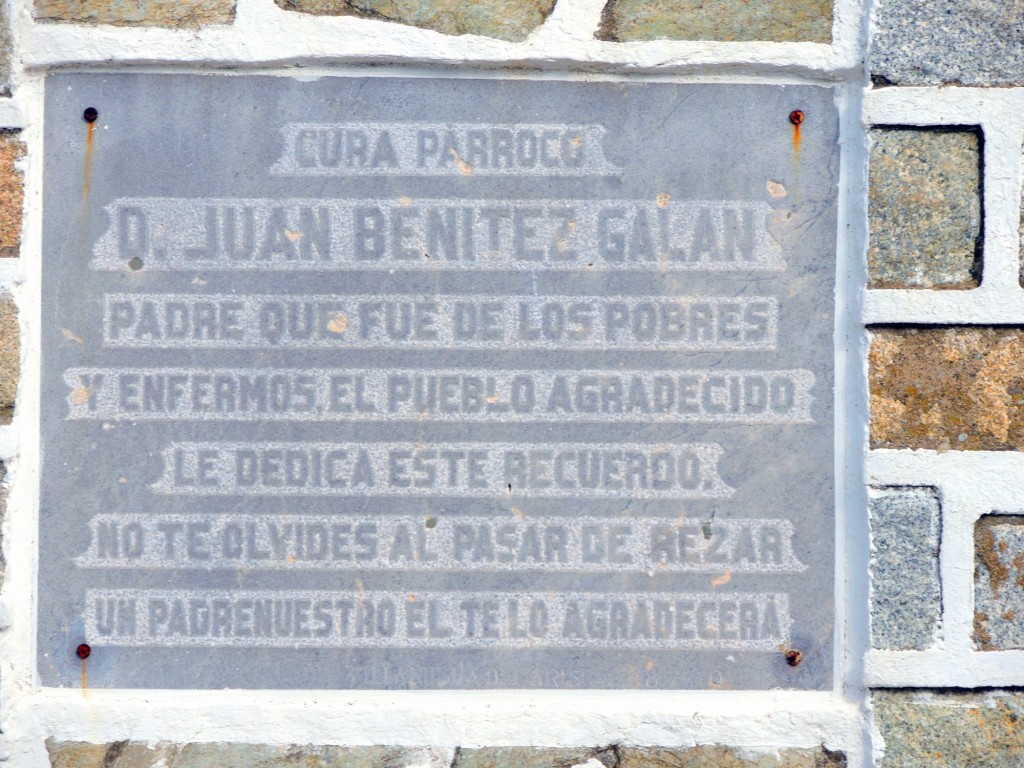 CURA PARROCO
D. JUAN BENITEZ GALAN
PADRE QUE FUE DE LOS POBRES
Y ENFERMOS, EL PUEBLO AGRADECIDO
LE DEDICA ESTE RECUERDO.
NO TE OLVIDES AL PASAR DE REZAR
UN PADRENUESTRO EL TE LO AGRADECERÁ